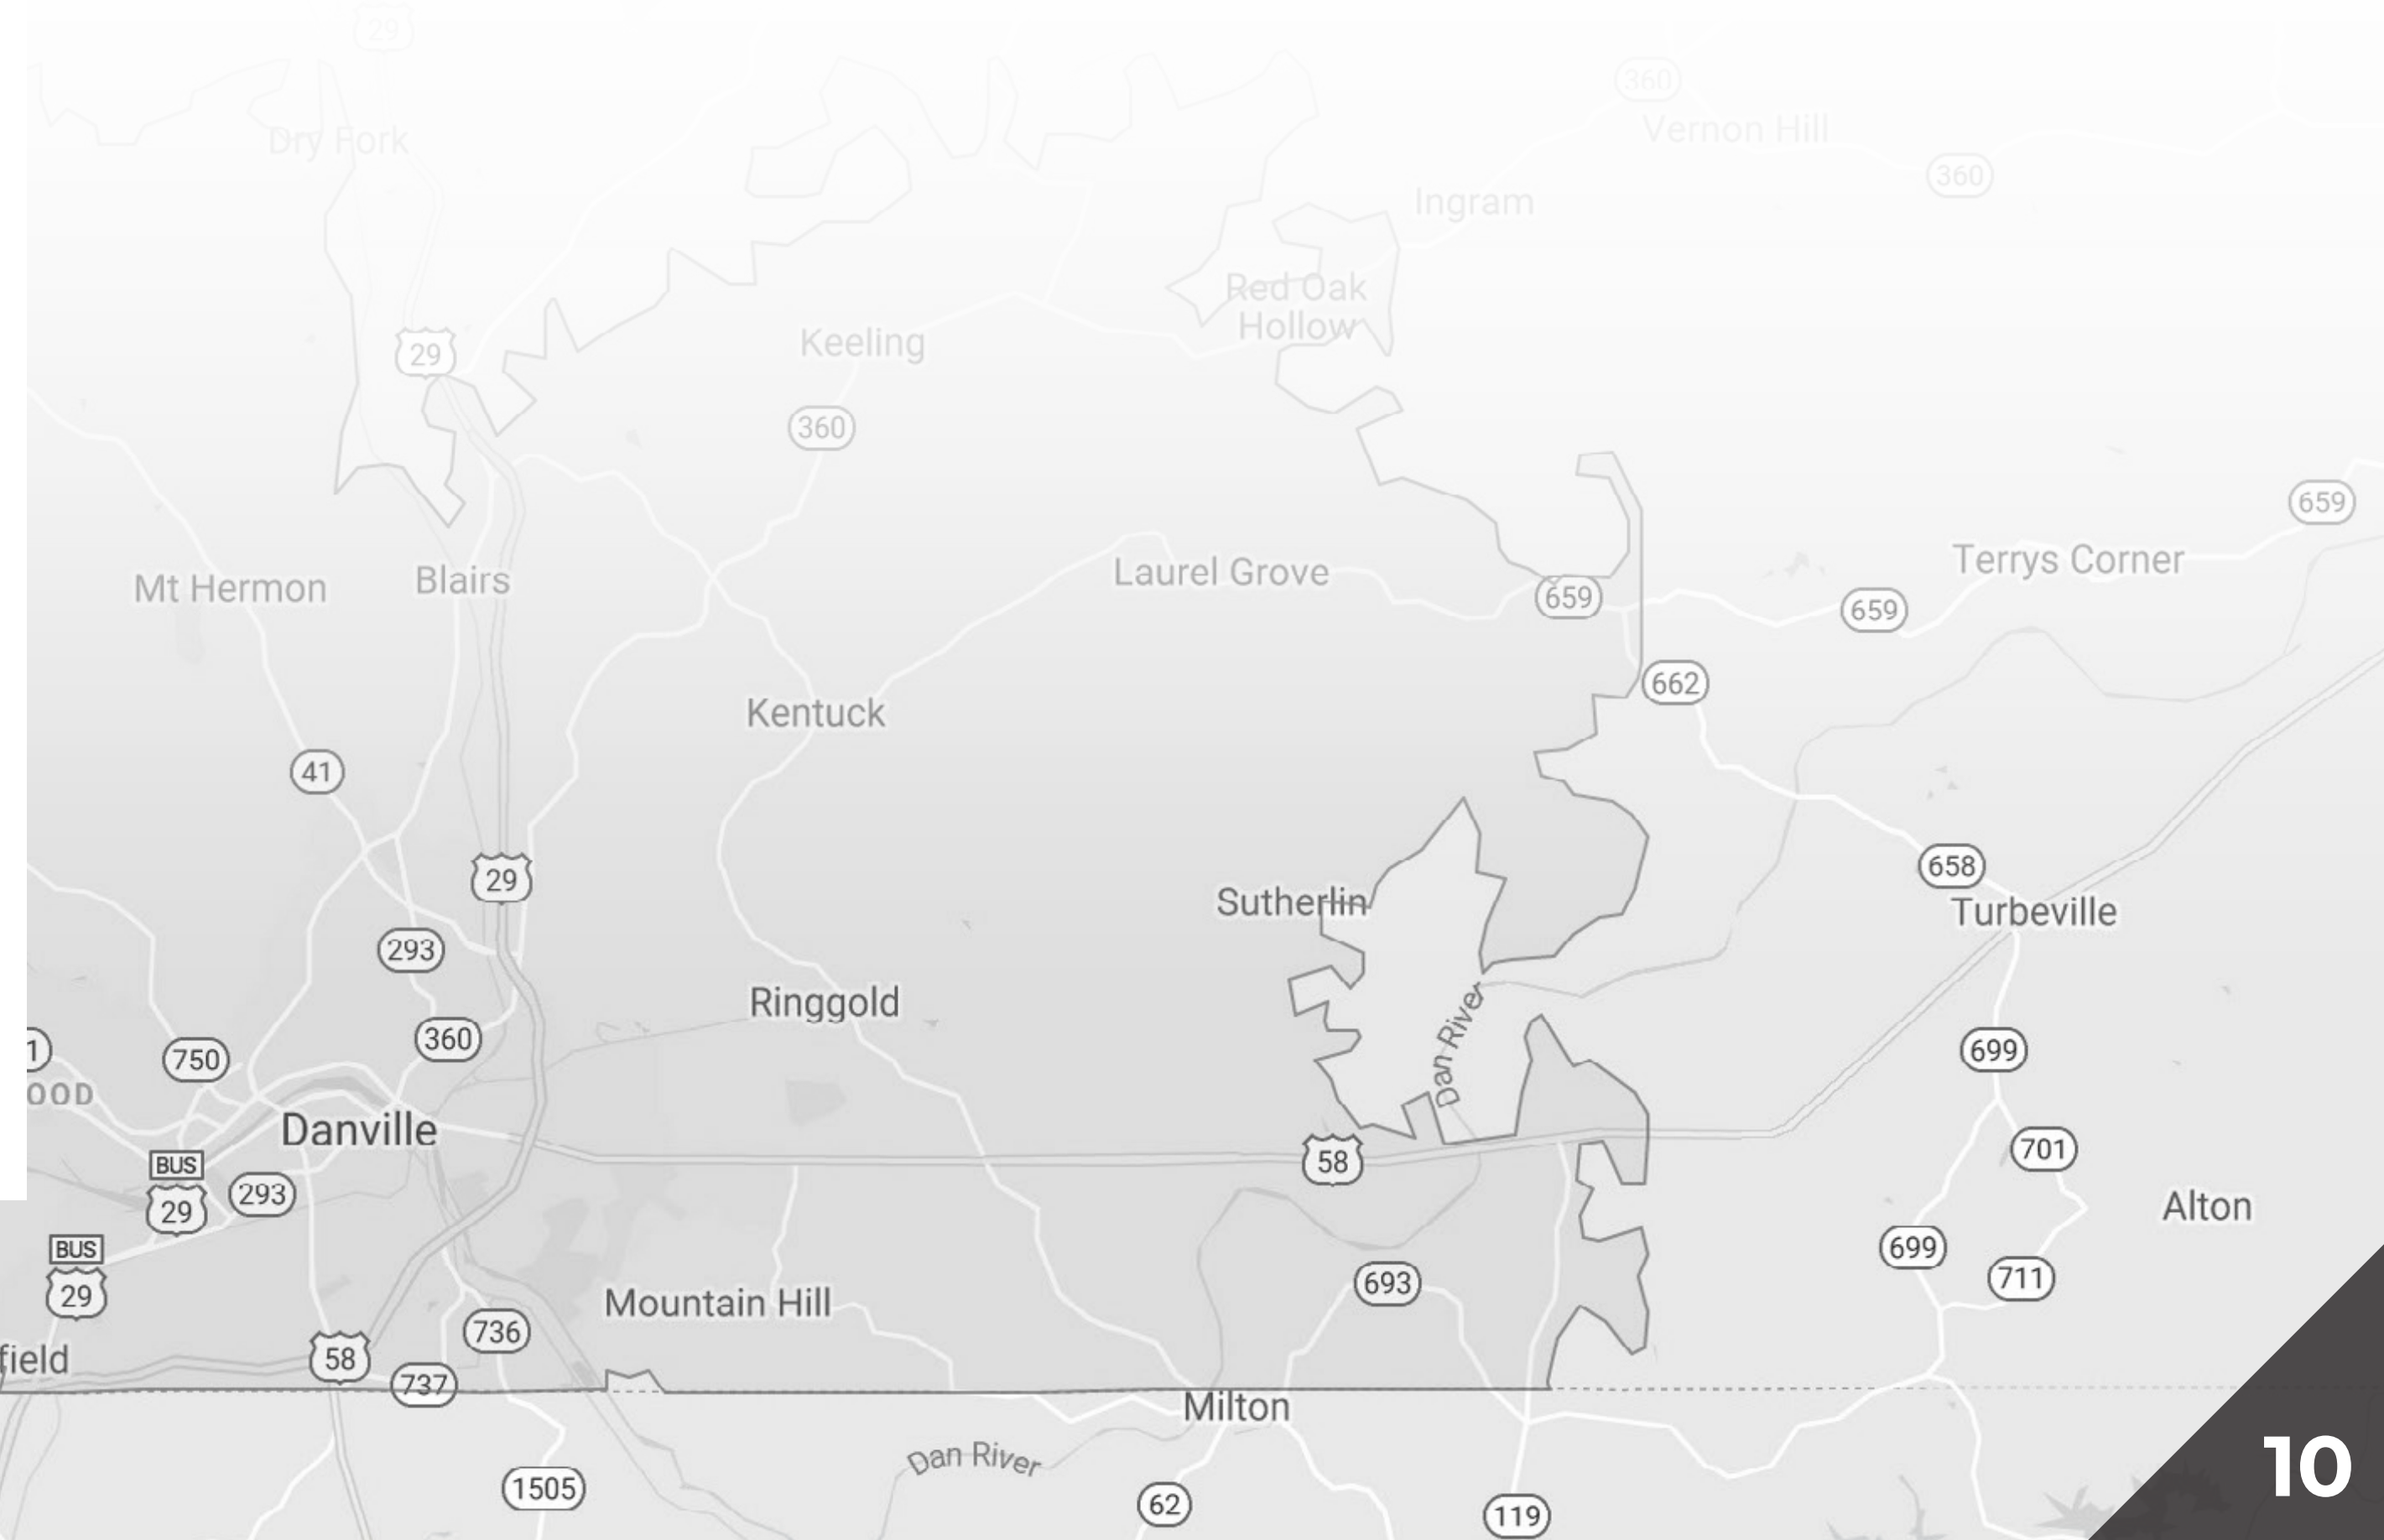 29
Dry Fork
360
Vernon Hill
360
Ingram
Red Oak
Hollow
29
Keeling
360
659
Mt Hermon
Blairs
Laurel Grove
659
659
Terrys Corner
662
Kentuck
41
29
658
Sutherlin
Turbeville
293
Ringgold
Dan River
360
750
1
OOD
699
Danville
701
BUS
29
293
58
Alton
BUS
29
699
711
693
Mountain Hill
736
58
field
737
Milton
Dan River
1505
62
119
10